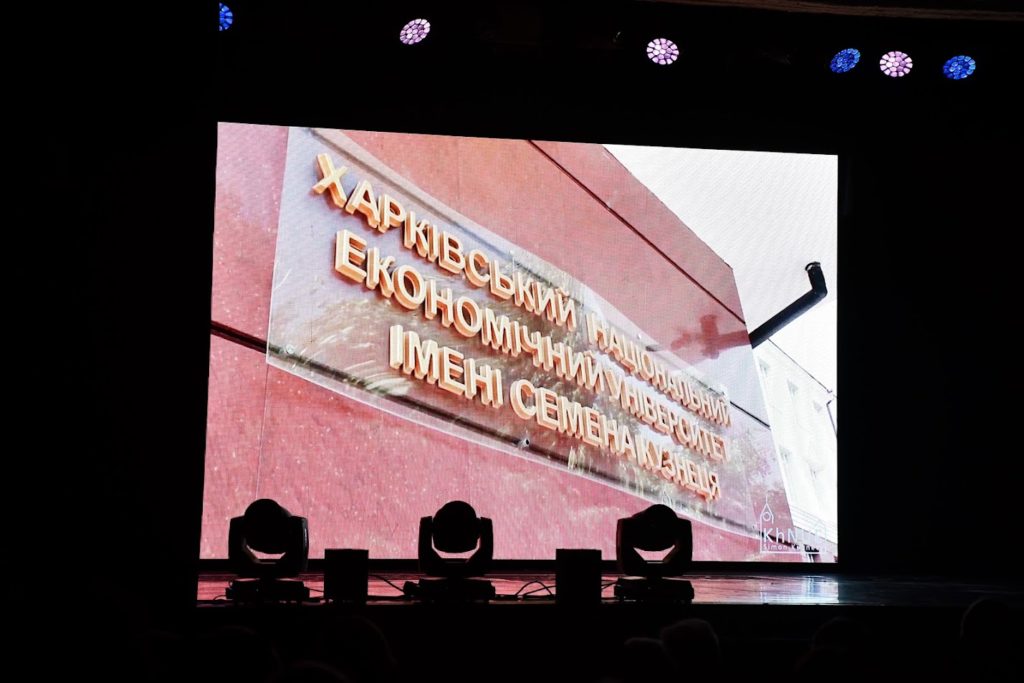 ХАРКІВСЬКИЙ НАЦІОНАЛЬНИЙ
ЕКОНОМІЧНИЙ УНІВЕРСИТЕТ
ІМЕНІ СЕМЕНА КУЗНЕЦЯ